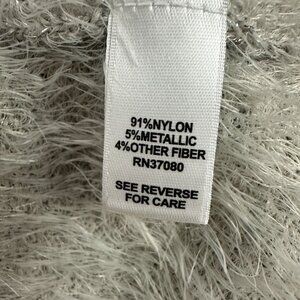 91%NYLON
5%METALLIC
4%OTHER FIBER
RN37080
SEE REVERSE
FOR CARE